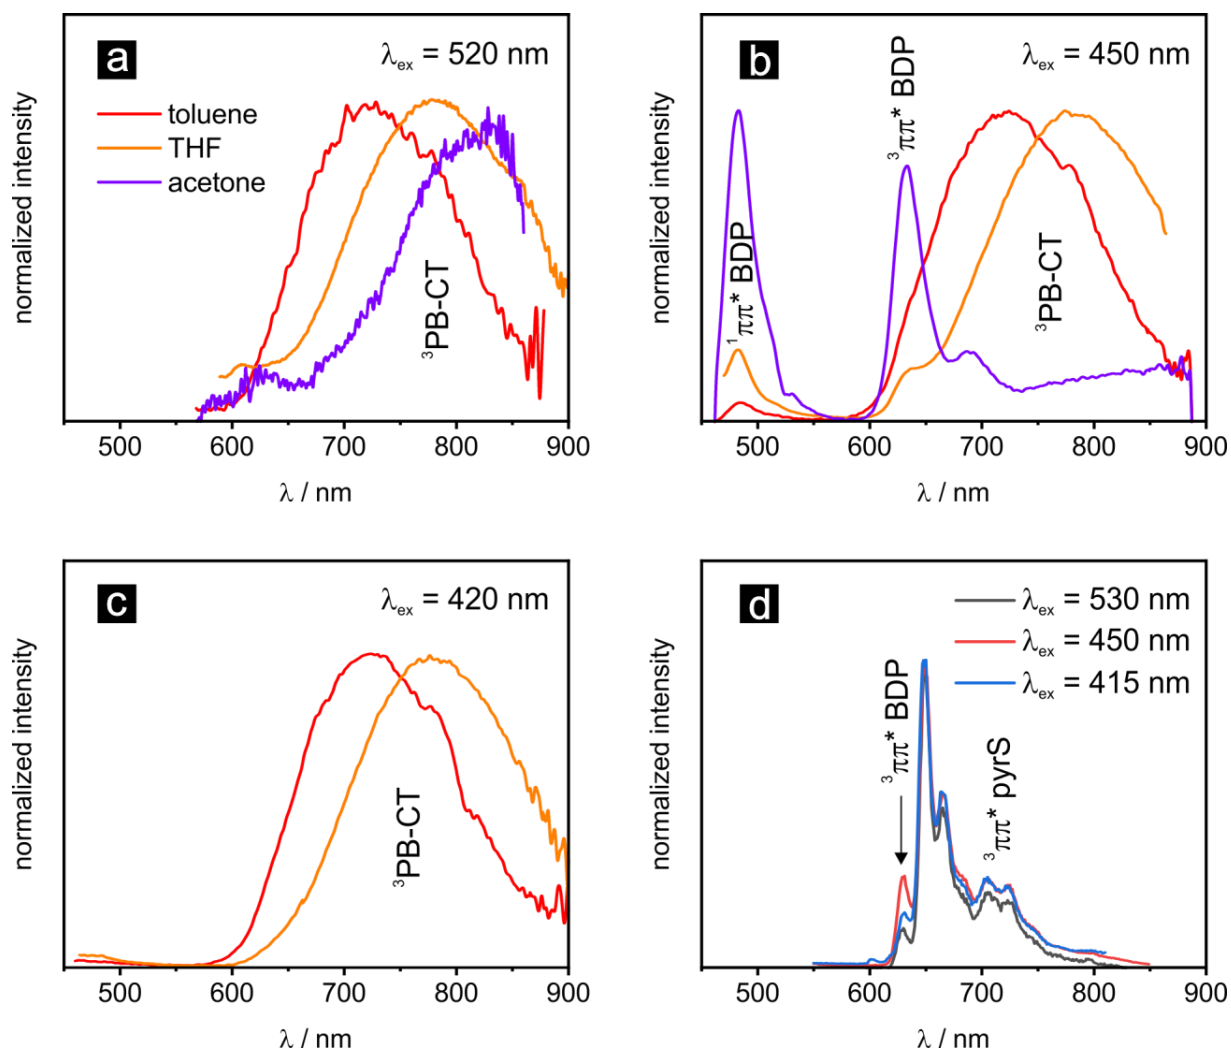 a
λex = 520 nm
toluene
THF
acetone
³PB-CT
normalized intensity
500 600 700 800 900
λ / nm
b
λex = 450 nm
¹ππ* BDP
³ππ* BDP
³PB-CT
normalized intensity
500 600 700 800 900
λ / nm
c
λex = 420 nm
³PB-CT
normalized intensity
500 600 700 800 900
λ / nm
d
λex = 530 nm
λex = 450 nm
λex = 415 nm
³ππ* BDP
³ππ* pyrS
normalized intensity
500 600 700 800 900
λ / nm